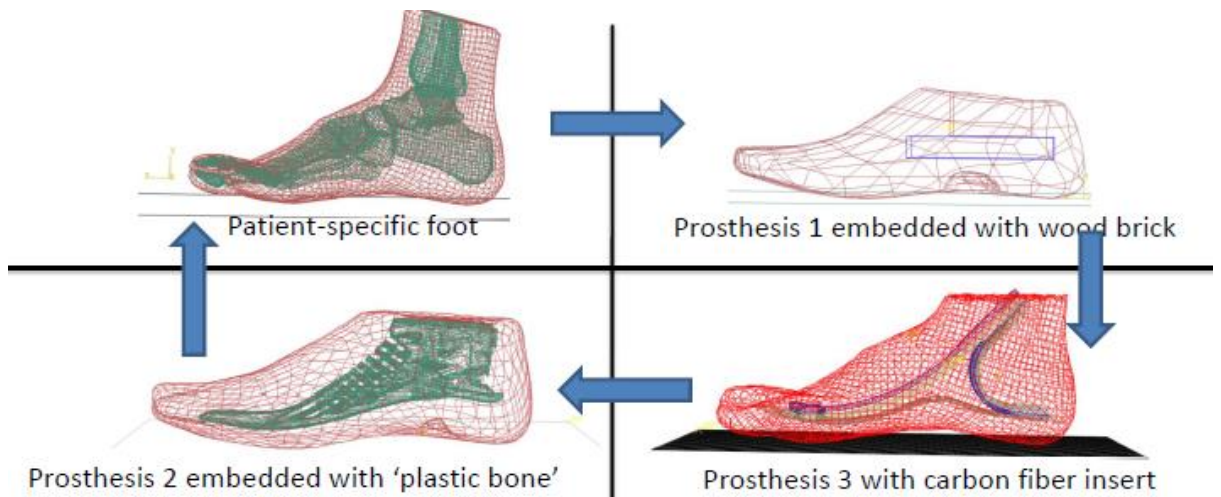 Patient-specific foot
Prosthesis 1 embedded with wood brick
Prosthesis 2 embedded with ‘plastic bone’
Prosthesis 3 with carbon fiber insert